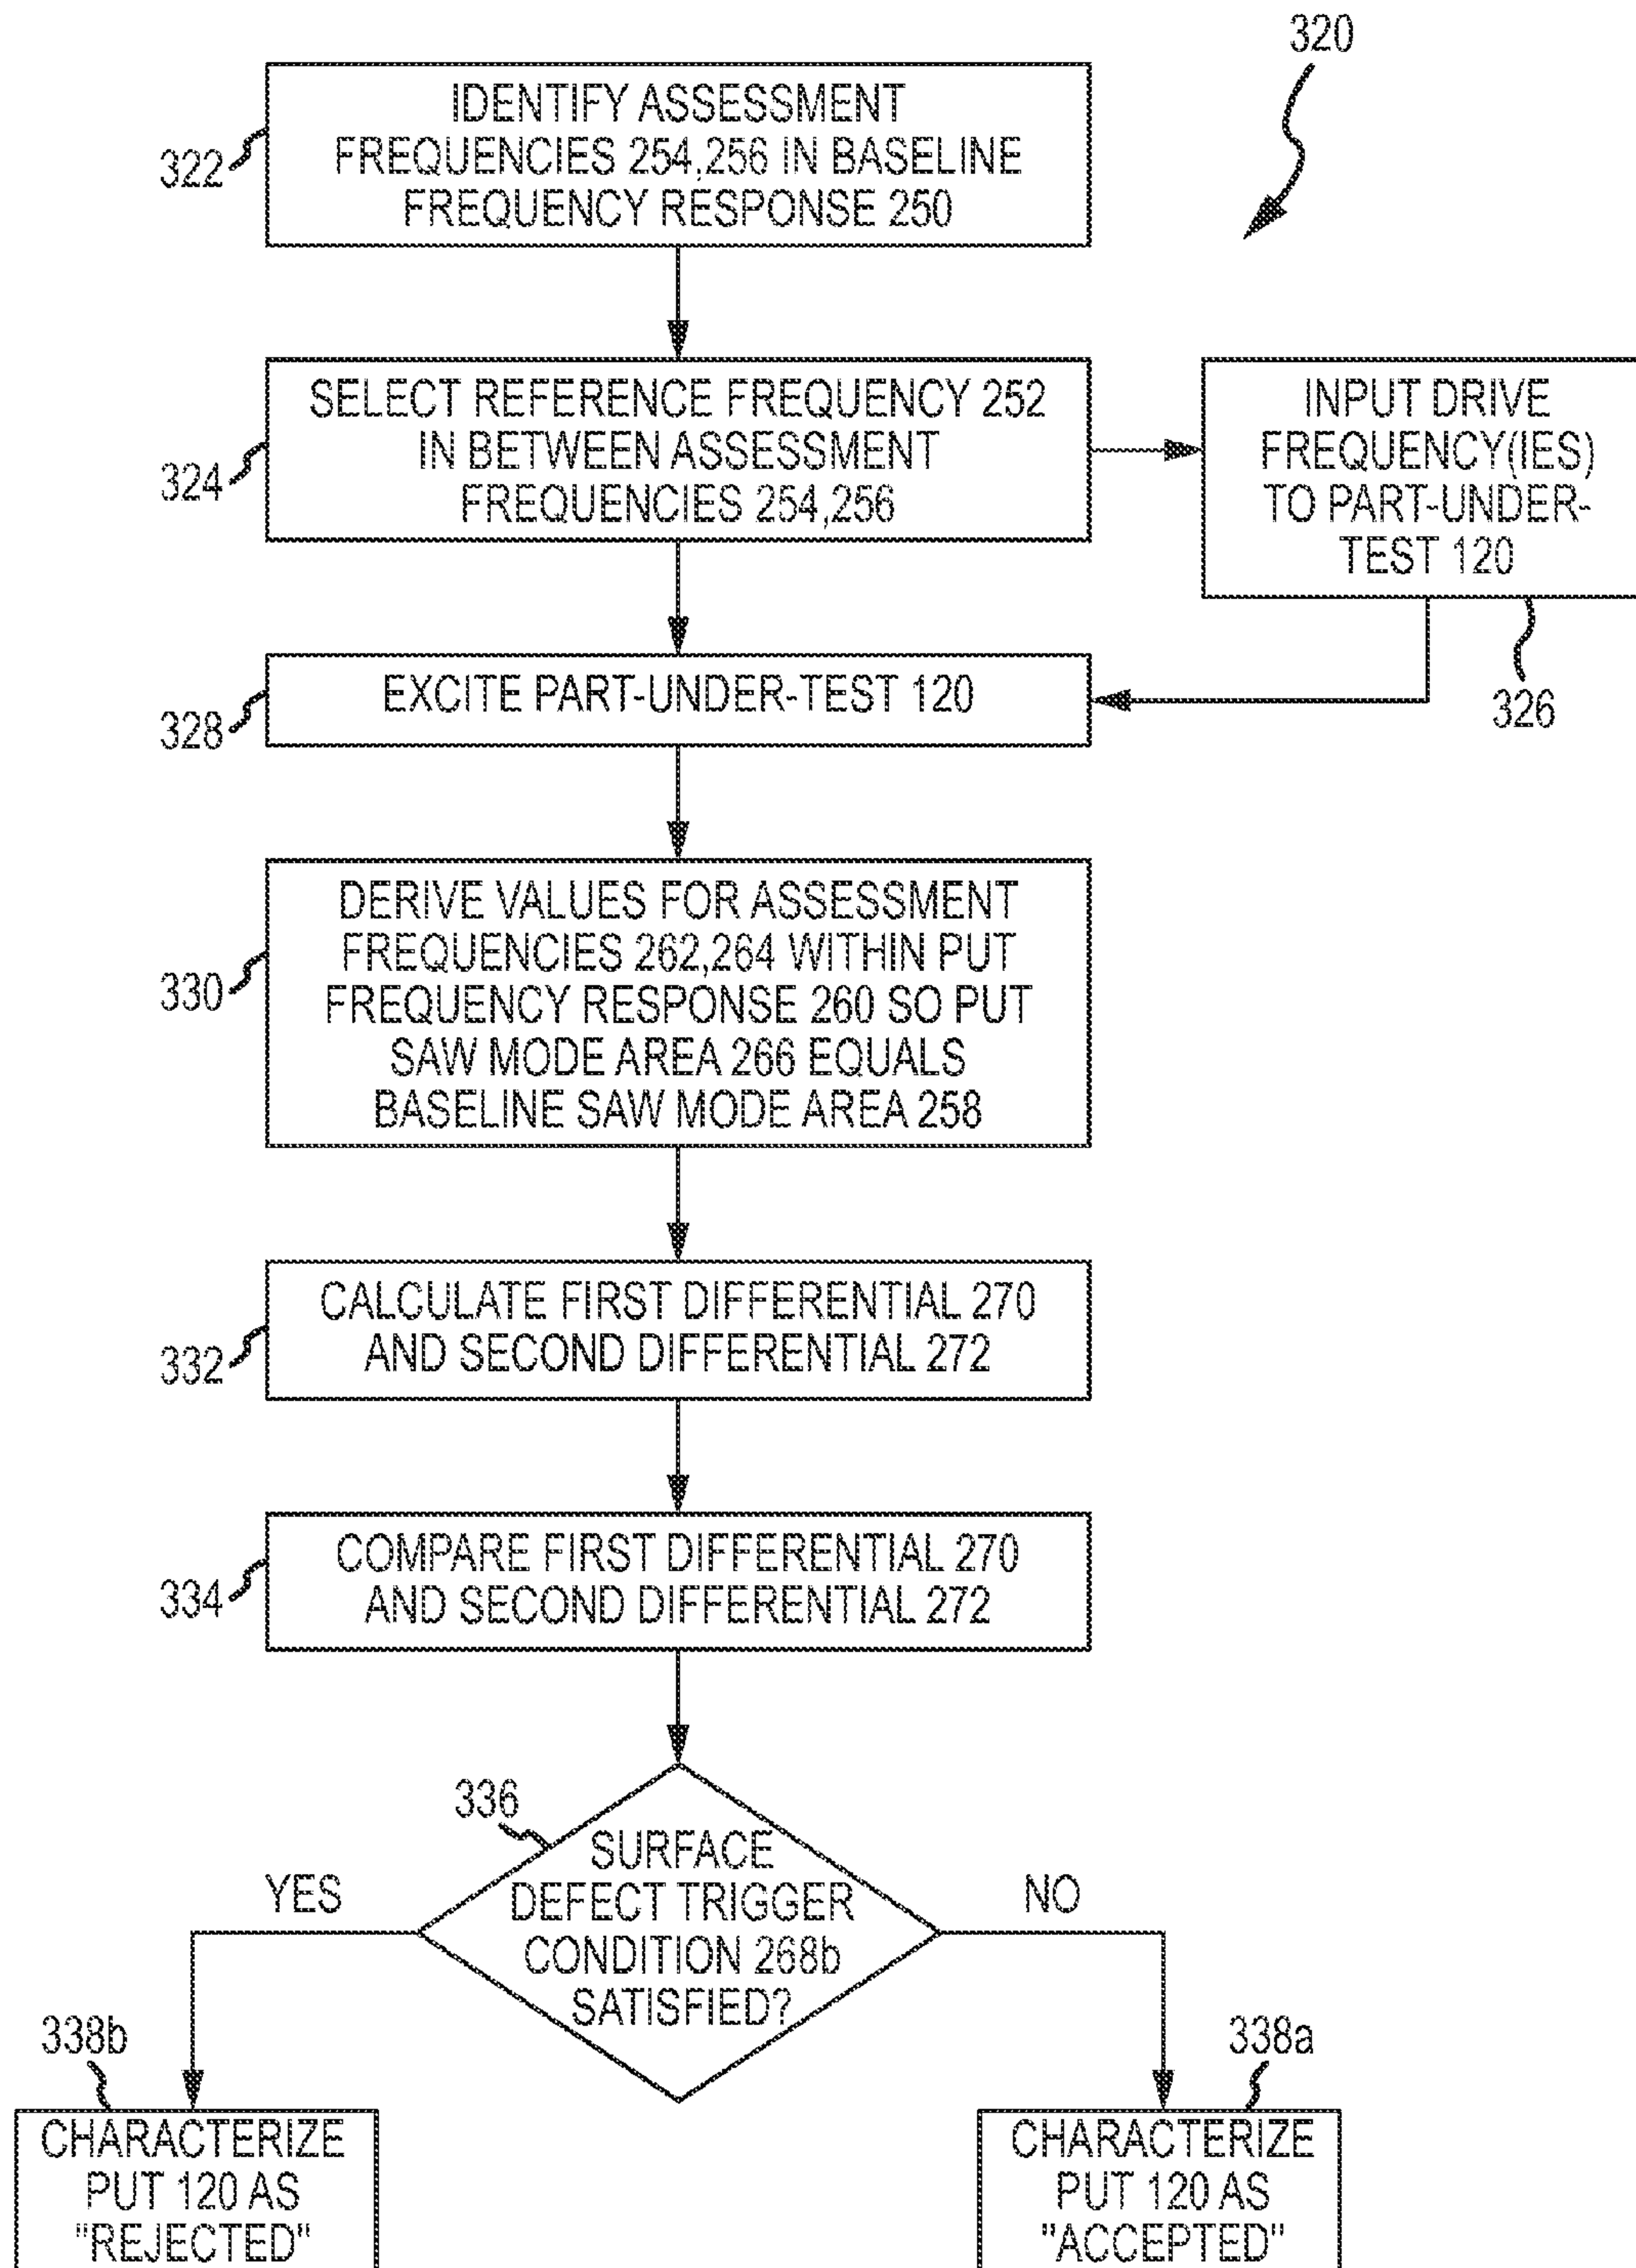 320
IDENTIFY ASSESSMENT
FREQUENCIES 254,256 IN BASELINE
FREQUENCY RESPONSE 250
322
SELECT REFERENCE FREQUENCY 252
IN BETWEEN ASSESSMENT
FREQUENCIES 254,256
324
INPUT DRIVE
FREQUENCY(IES)
TO PART-UNDER-
TEST 120
326
EXCITE PART-UNDER-TEST 120
328
DERIVE VALUES FOR ASSESSMENT
FREQUENCIES 262,264 WITHIN PUT
FREQUENCY RESPONSE 260 SO PUT
SAW MODE AREA 266 EQUALS
BASELINE SAW MODE AREA 258
330
CALCULATE FIRST DIFFERENTIAL 270
AND SECOND DIFFERENTIAL 272
332
COMPARE FIRST DIFFERENTIAL 270
AND SECOND DIFFERENTIAL 272
334
336
SURFACE
DEFECT TRIGGER
CONDITION 268b
SATISFIED?
YES
NO
338b
CHARACTERIZE
PUT 120 AS
"REJECTED"
338a
CHARACTERIZE
PUT 120 AS
"ACCEPTED"